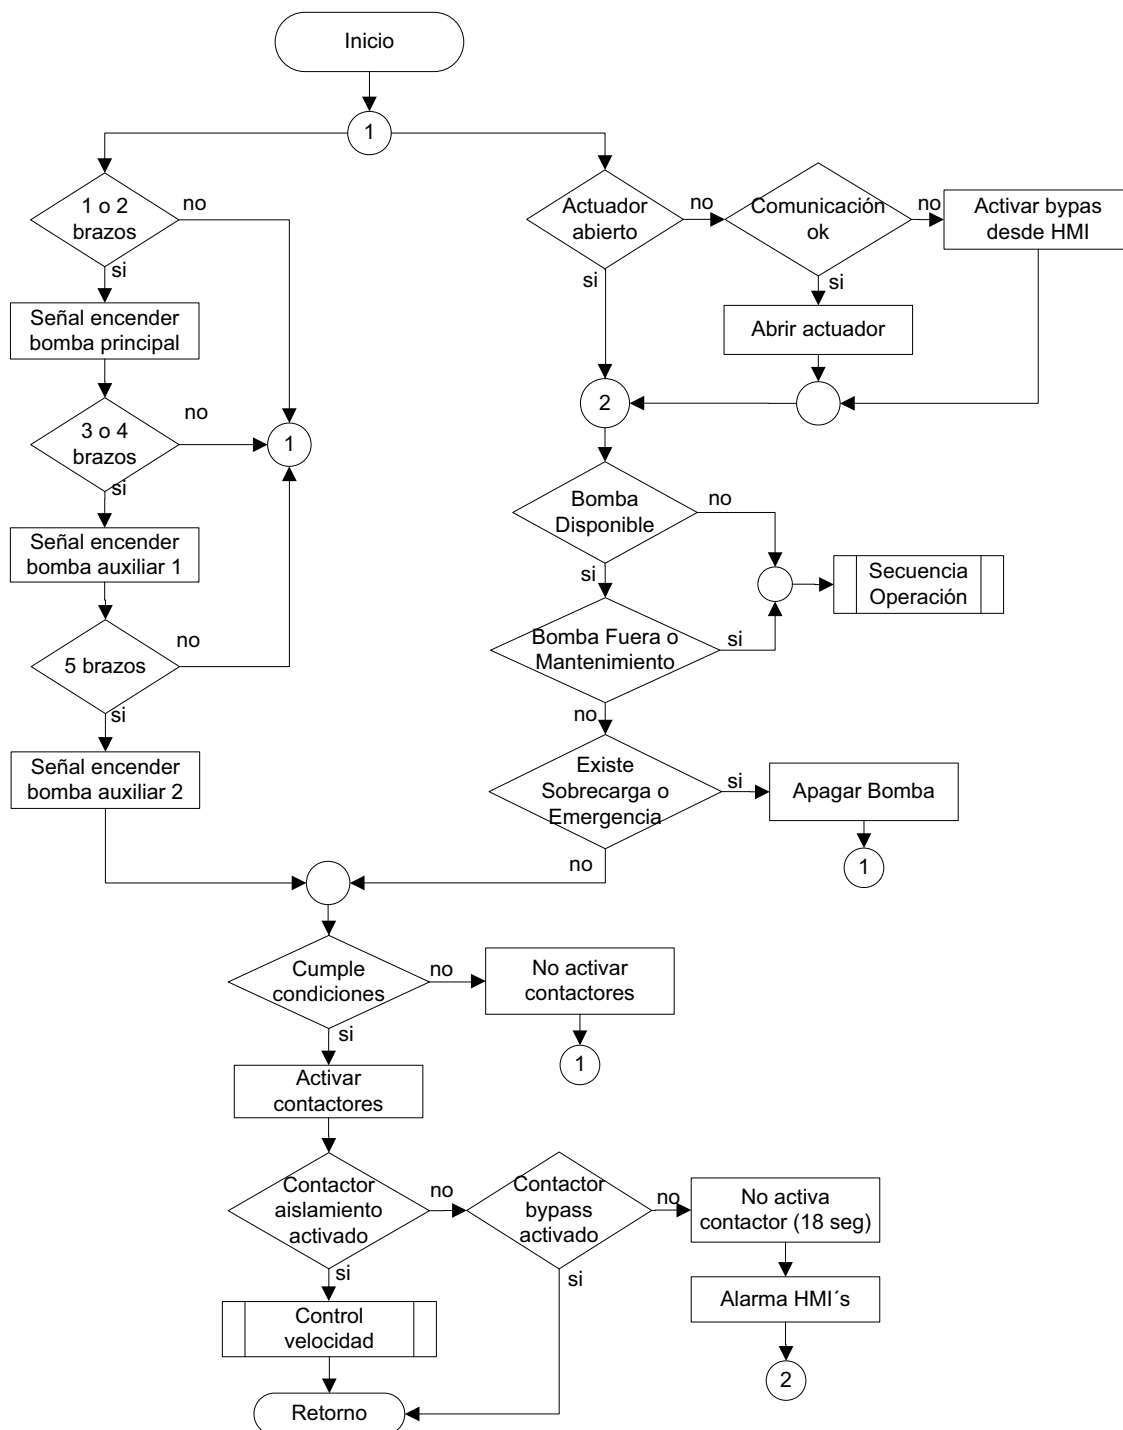 Inicio
1
1 o 2
brazos
no
si
Señal encender
bomba principal
3 o 4
brazos
no
1
si
Señal encender
bomba auxiliar 1
5 brazos
no
si
Señal encender
bomba auxiliar 2
Actuador
abierto
no
si
Comunicación
ok
no
si
Activar bypas
desde HMI
Abrir actuador
2
Bomba
Disponible
no
si
Secuencia
Operación
Bomba Fuera o
Mantenimiento
si
no
Existe
Sobrecarga o
Emergencia
si
no
Apagar Bomba
1
Cumple
condiciones
no
si
No activar
contactores
1
Activar
contactores
Contactor
aislamiento
activado
no
si
Contactor
bypass
activado
no
si
No activa
contactor (18 seg)
Alarma HMI´s
2
Control
velocidad
Retorno